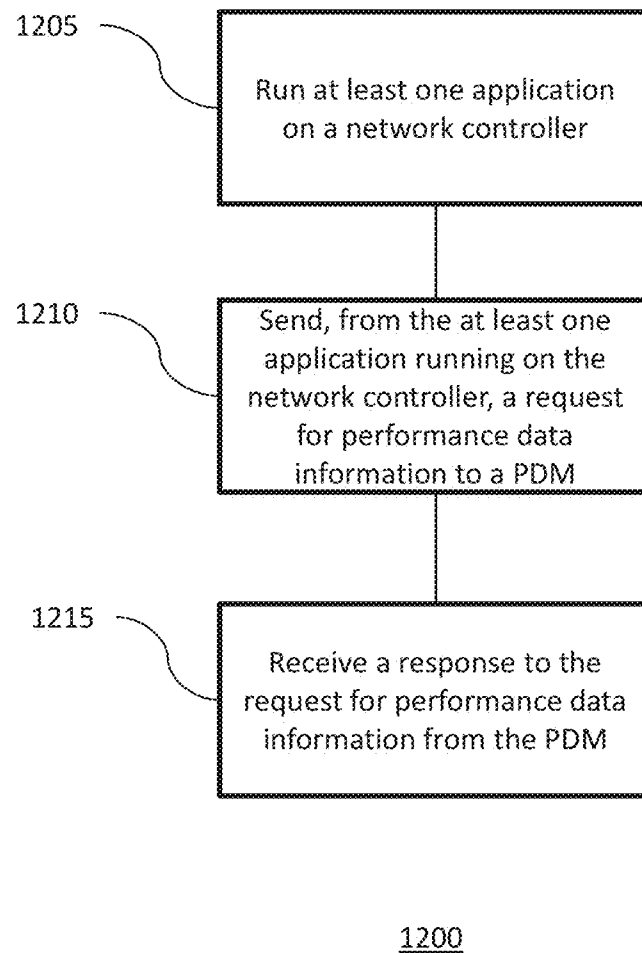 1205
Run at least one application
on a network controller
1210
Send, from the at least one
application running on the
network controller, a request
for performance data
information to a PDM
1215
Receive a response to the
request for performance data
information from the PDM
1200